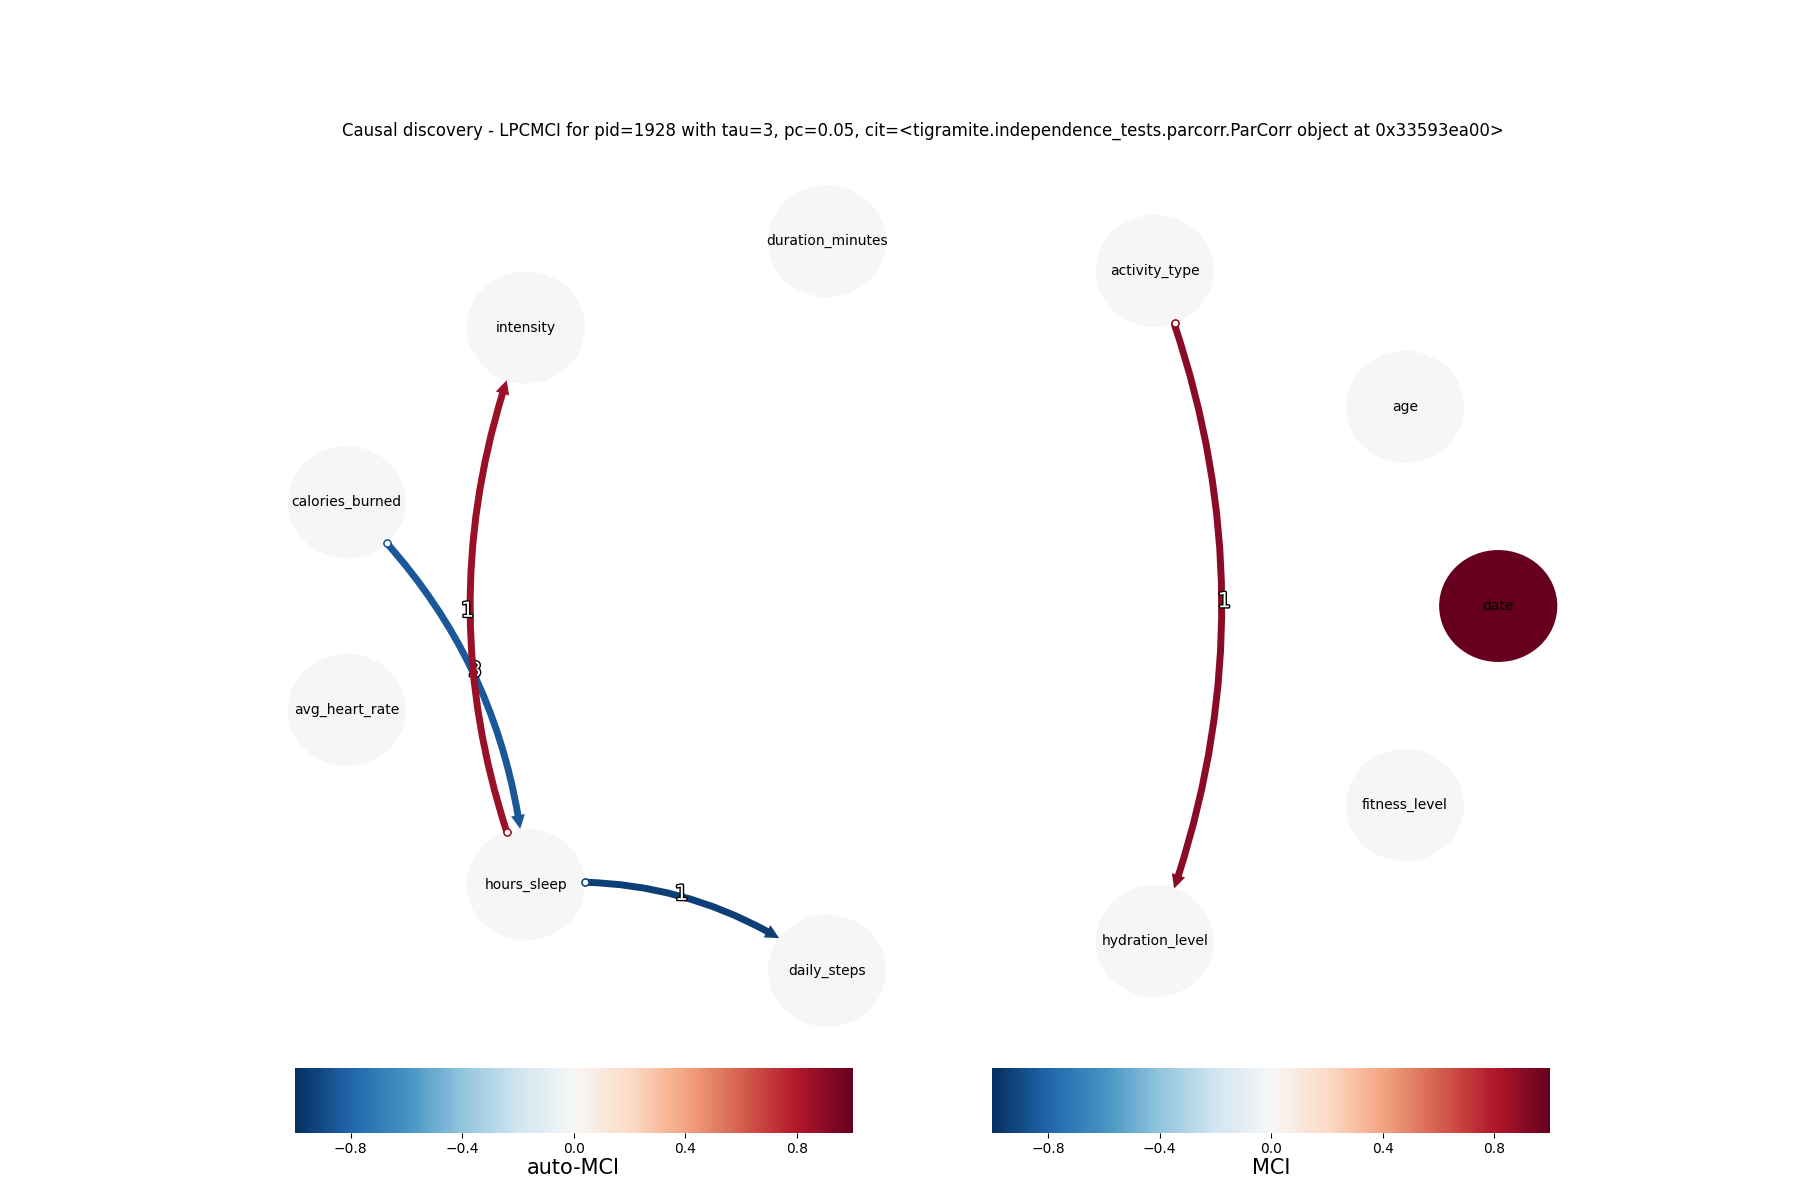 Causal discovery - LPCMCI for pid=1928 with tau=3, pc=0.05, cit=<tigramite.independence_tests.parcorr.ParCorr object at 0x33593ea00>
duration_minutes
activity_type
intensity
age
calories_burned
date
1
1
3
avg_heart_rate
fitness_level
hours_sleep
1
hydration_level
daily_steps
−0.8 −0.4 0.0 0.4 0.8
auto-MCI
−0.8 −0.4 0.0 0.4 0.8
MCI